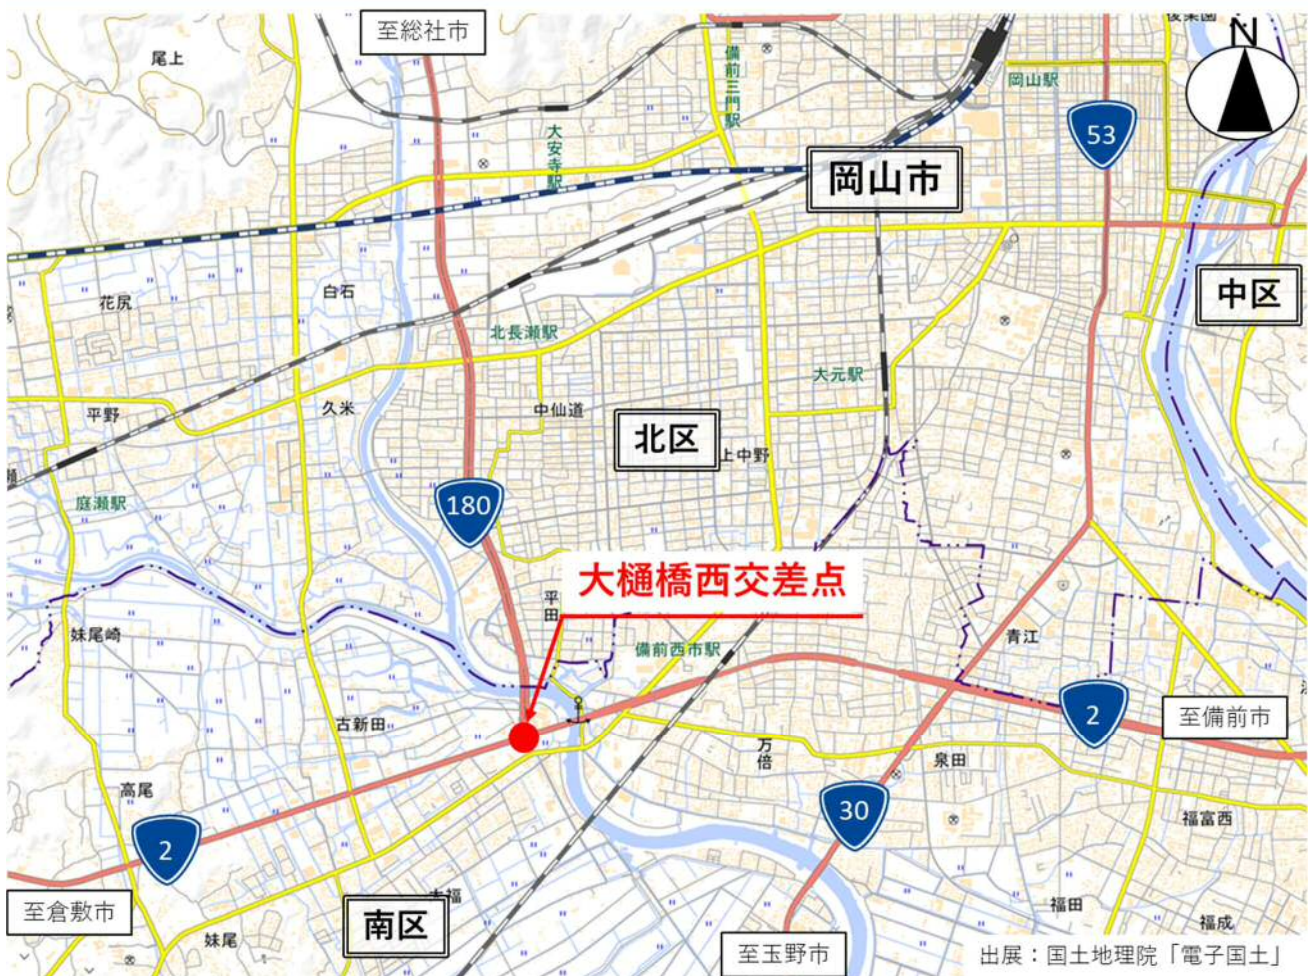 至総社市
後楽園
N
尾上
備前三門駅
岡山駅
53
大安寺駅
岡山市
花尻
白石
中区
北長瀬駅
大元駅
平野
久米
中仙道
北区
上中野
庭瀬駅
180
大樋橋西交差点
平田
妹尾崎
備前西市駅
青江
古新田
2
至備前市
万倍
泉田
高尾
30
福富西
2
至倉敷市
南区
福田
福成
妹尾
至玉野市
出展：国土地理院「電子国土」